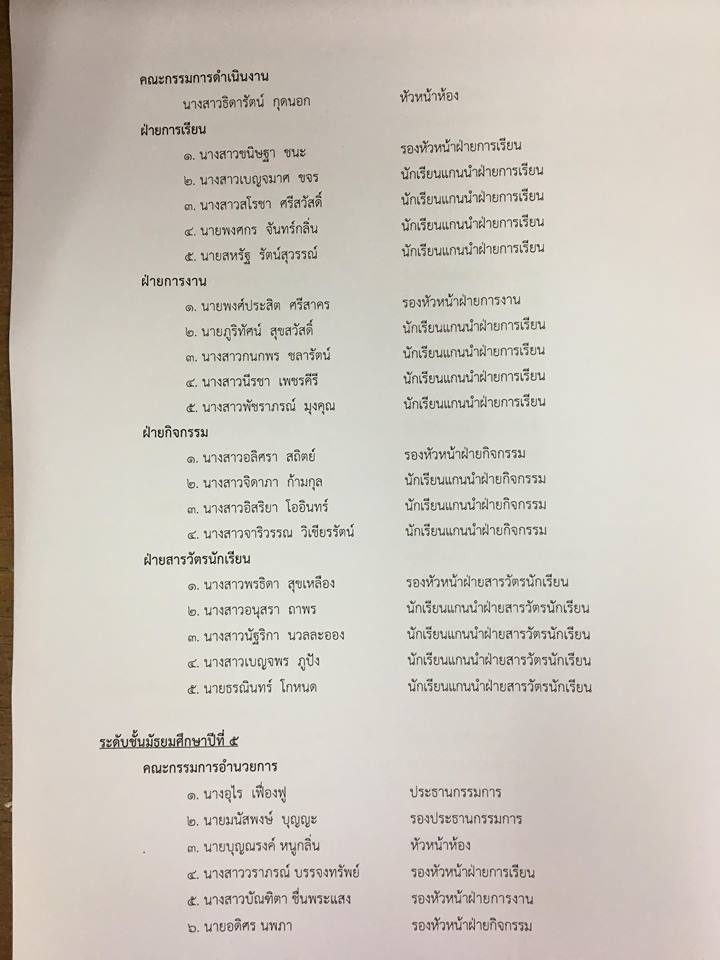 คณะกรรมการดำเนินงาน
นางสาวธิดารัตน์ กุดนอก หัวหน้าห้อง
ฝ่ายการเรียน
๑. นางสาวขนิษฐา ชนะ รองหัวหน้าฝ่ายการเรียน
๒. นางสาวเบญจมาศ ขจร นักเรียนแกนนำฝ่ายการเรียน
๓. นางสาวสโรชา ศรีสวัสดิ์ นักเรียนแกนนำฝ่ายการเรียน
๔. นายพงศกร จันทร์กลิ่น นักเรียนแกนนำฝ่ายการเรียน
๕. นายสหรัฐ รัตน์สุวรรณ์ นักเรียนแกนนำฝ่ายการเรียน
ฝ่ายการงาน
๑. นายพงศ์ประสิต ศรีสาคร รองหัวหน้าฝ่ายการงาน
๒. นายภูริทัศน์ สุขสวัสดิ์ นักเรียนแกนนำฝ่ายการเรียน
๓. นางสาวกนกพร ชลารัตน์ นักเรียนแกนนำฝ่ายการเรียน
๔. นางสาวนีรชา เพชรคีรี นักเรียนแกนนำฝ่ายการเรียน
๕. นางสาวพัชราภรณ์ มุงคุณ นักเรียนแกนนำฝ่ายการเรียน
ฝ่ายกิจกรรม
๑. นางสาวอลิศรา สถิตย์ รองหัวหน้าฝ่ายกิจกรรม
๒. นางสาวจิดาภา ก้ามกุล นักเรียนแกนนำฝ่ายกิจกรรม
๓. นางสาวอิสริยา โออินทร์ นักเรียนแกนนำฝ่ายกิจกรรม
๔. นางสาวจาริวรรณ วิเชียรรัตน์ นักเรียนแกนนำฝ่ายกิจกรรม
ฝ่ายสารวัตรนักเรียน
๑. นางสาวพรธิดา สุขเหลือง รองหัวหน้าฝ่ายสารวัตรนักเรียน
๒. นางสาวอนุสรา ถาพร นักเรียนแกนนำฝ่ายสารวัตรนักเรียน
๓. นางสาวนัฐริกา นวลละออง นักเรียนแกนนำฝ่ายสารวัตรนักเรียน
๔. นางสาวเบญจพร ภูปัง นักเรียนแกนนำฝ่ายสารวัตรนักเรียน
๕. นายธรณินทร์ โกหนด นักเรียนแกนนำฝ่ายสารวัตรนักเรียน
ระดับชั้นมัธยมศึกษาปีที่ ๕
คณะกรรมการอำนวยการ
๑. นางอุไร เฟื่องฟู ประธานกรรมการ
๒. นายมนัสพงษ์ บุญญะ รองประธานกรรมการ
๓. นายบุญณรงค์ หนูกลิ่น หัวหน้าห้อง
๔. นางสาววราภรณ์ บรรจงทรัพย์ รองหัวหน้าฝ่ายการเรียน
๕. นางสาวบัณฑิตา ชื่นพระแสง รองหัวหน้าฝ่ายการงาน
๖. นายอดิศร นพภา รองหัวหน้าฝ่ายกิจกรรม